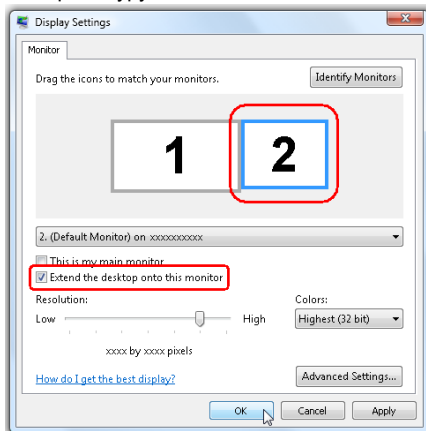 Display Settings
Monitor
Drag the icons to match your monitors.
Identify Monitors
1
2
2. (Default Monitor) on xxxxxxxxxx
This is my main monitor
Extend the desktop onto this monitor
Resolution:
Colors:
Low
High
Highest (32 bit)
xxxx by xxxx pixels
How do I get the best display?
Advanced Settings...
OK
Cancel
Apply